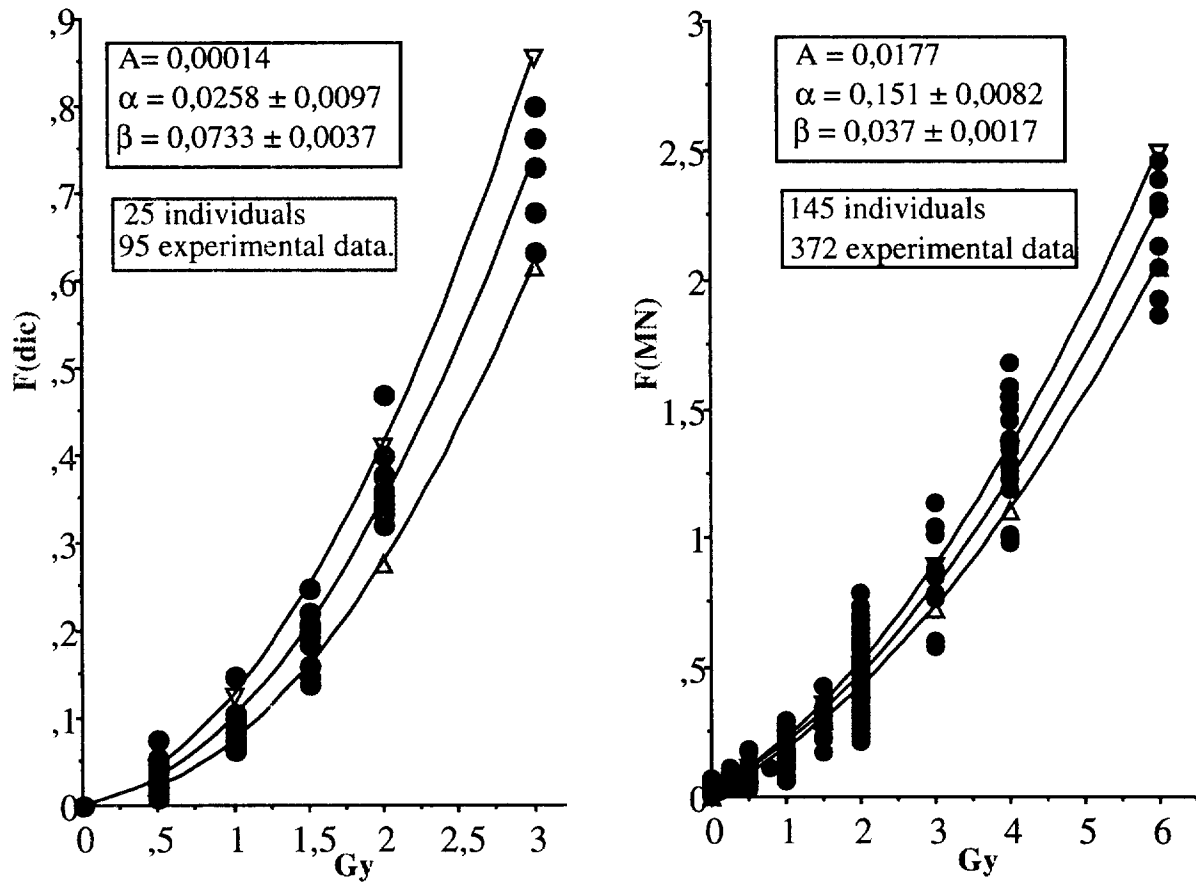 ,9
,8
,7
,6
,5
,4
,3
,2
,1
0
F(dic)
A= 0,00014
α = 0,0258 ± 0,0097
β = 0,0733 ± 0,0037
25 individuals
95 experimental data.
0 ,5 1 1,5 2 2,5 3
Gy
3
2,5
2
1,5
1
,5
0
F(MN)
A = 0,0177
α = 0,151 ± 0,0082
β = 0,037 ± 0,0017
145 individuals
372 experimental data
0 1 2 3 4 5 6
Gy